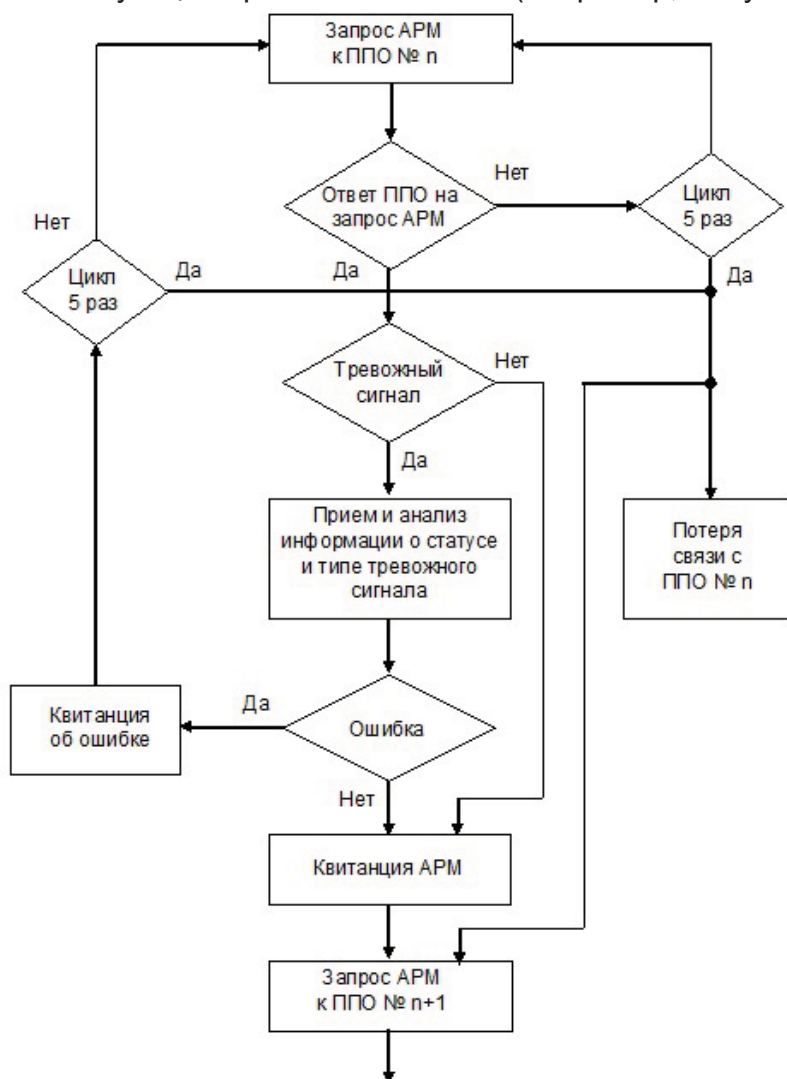 Запрос АРМ
к ППО № n
Ответ ППО на
запрос АРМ
Нет
Цикл
5 раз
Нет
Цикл
5 раз
Да
Да
Да
Тревожный
сигнал
Нет
Да
Прием и анализ
информации о статусе
и типе тревожного
сигнала
Потеря
связи с
ППО № n
Квитанция
об ошибке
Да
Ошибка
Нет
Квитанция АРМ
Запрос АРМ
к ППО № n+1